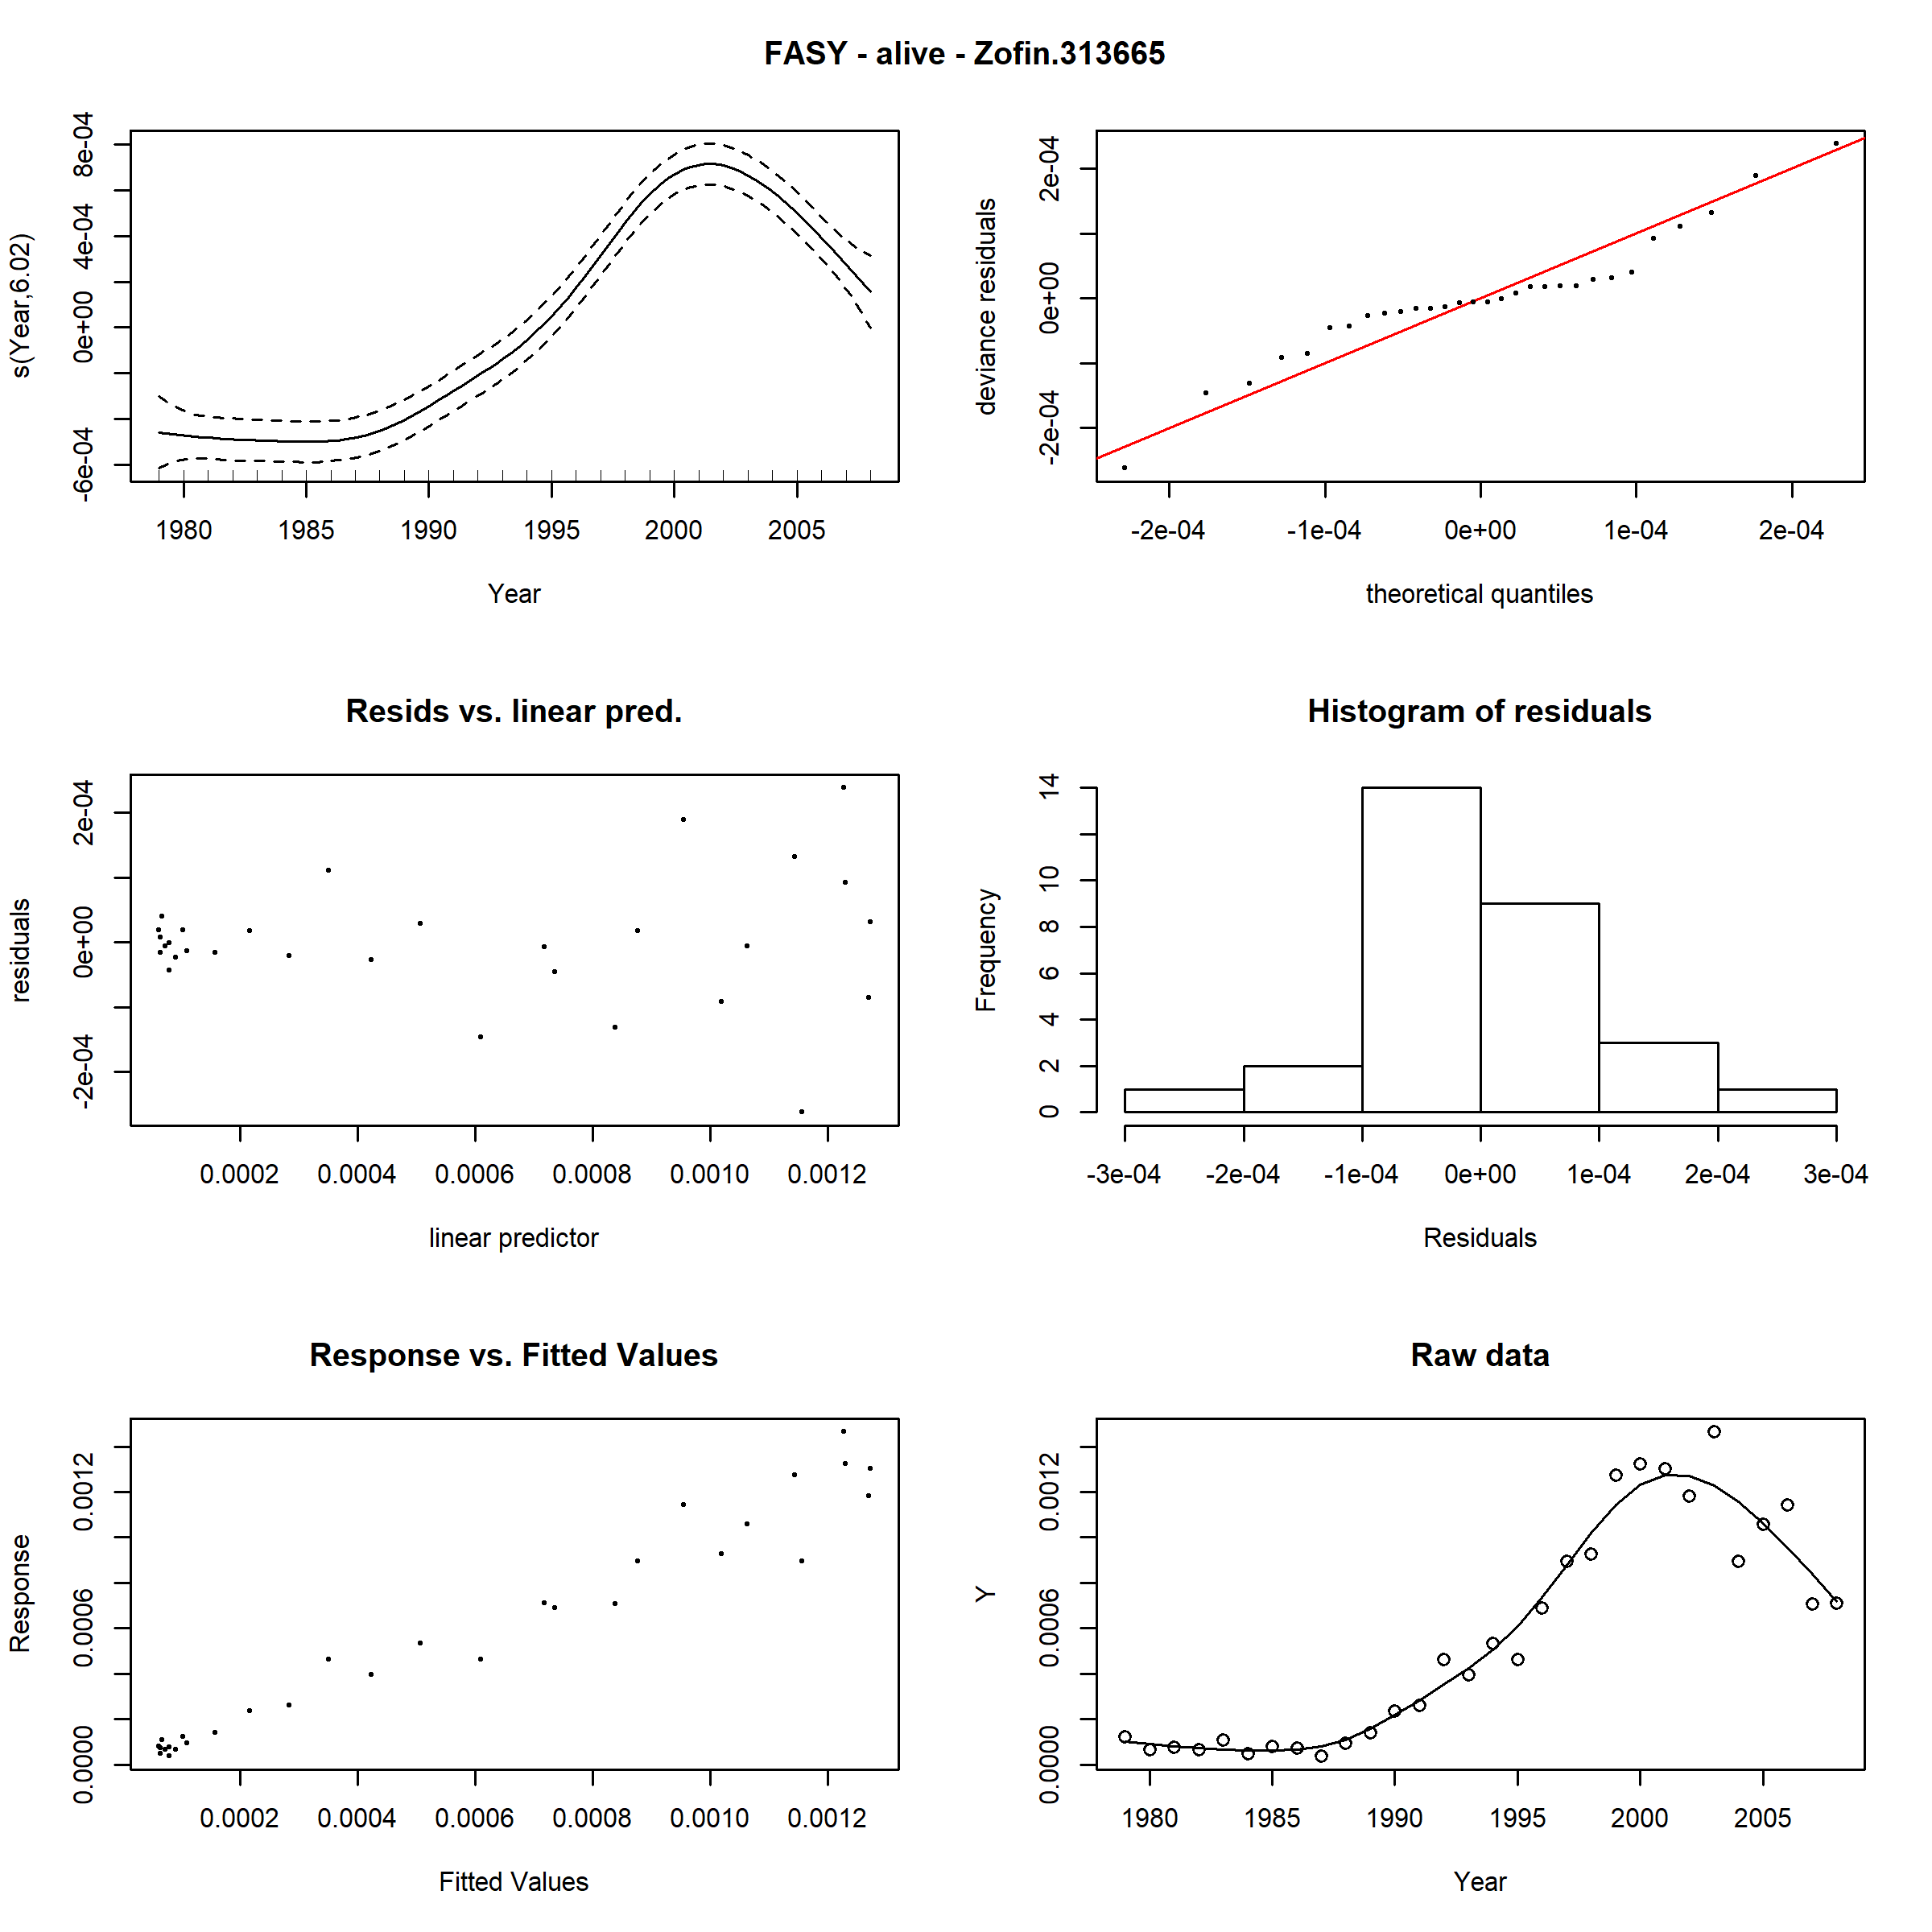 FASY - alive - Zofin.313665
s(Year,6.02)
8e-04
4e-04
0e+00
-6e-04
1980 1985 1990 1995 2000 2005
Year
deviance residuals
2e-04
0e+00
-2e-04
-2e-04 -1e-04 0e+00 1e-04 2e-04
theoretical quantiles
Resids vs. linear pred.
residuals
2e-04
0e+00
-2e-04
0.0002 0.0004 0.0006 0.0008 0.0010 0.0012
linear predictor
Histogram of residuals
Frequency
14
10
8
6
4
2
0
-3e-04 -2e-04 -1e-04 0e+00 1e-04 2e-04 3e-04
Residuals
Response vs. Fitted Values
Response
0.0012
0.0006
0.0000
0.0002 0.0004 0.0006 0.0008 0.0010 0.0012
Fitted Values
Raw data
Y
0.0012
0.0006
0.0000
1980 1985 1990 1995 2000 2005
Year